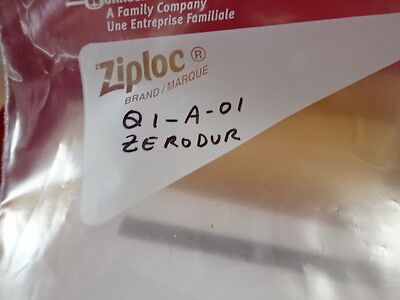 A Family Company
Une Entreprise Familiale
Ziploc®
BRAND / MARQUE
Q1-A-01
ZERODUR